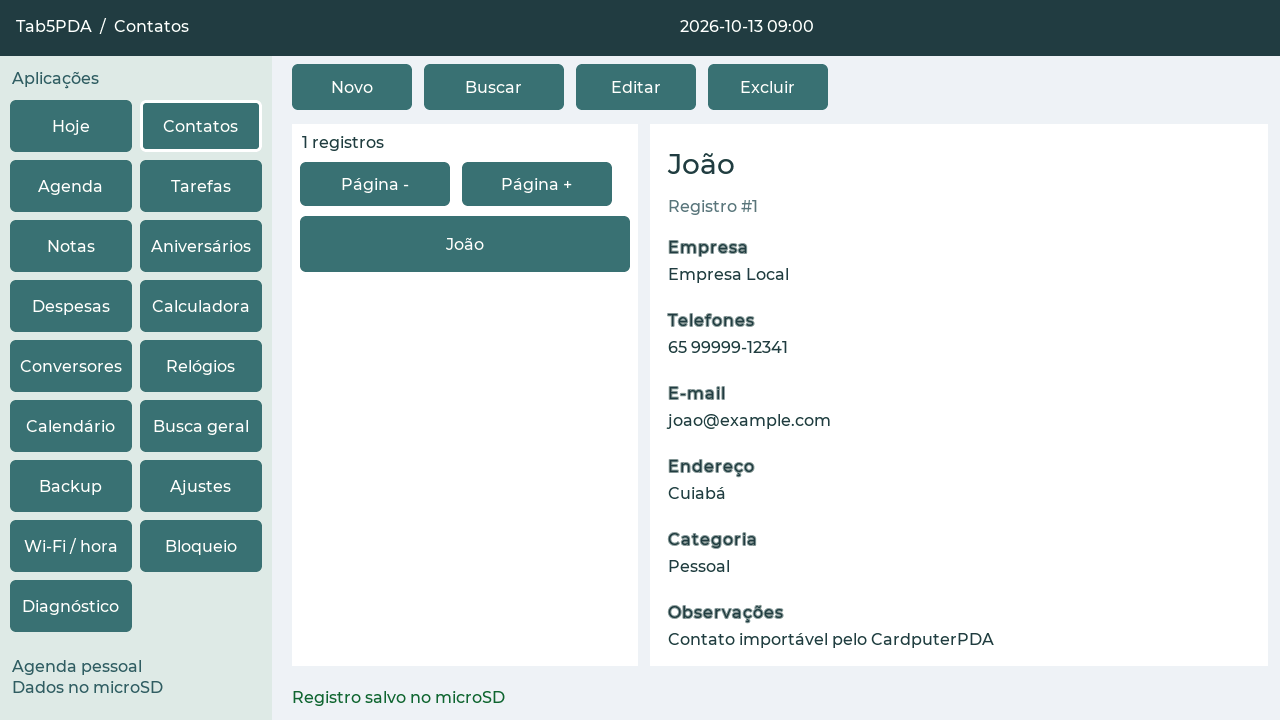 Tab5PDA / Contatos
2026-10-13 09:00
Aplicações
Hoje
Contatos
Agenda
Tarefas
Notas
Aniversários
Despesas
Calculadora
Conversores
Relógios
Calendário
Busca geral
Backup
Ajustes
Wi-Fi / hora
Bloqueio
Diagnóstico
Agenda pessoal
Dados no microSD
Novo
Buscar
Editar
Excluir
1 registros
Página -
Página +
João
João
Registro #1
Empresa
Empresa Local
Telefones
65 99999-12341
E-mail
joao@example.com
Endereço
Cuiabá
Categoria
Pessoal
Observações
Contato importável pelo CardputerPDA
Registro salvo no microSD